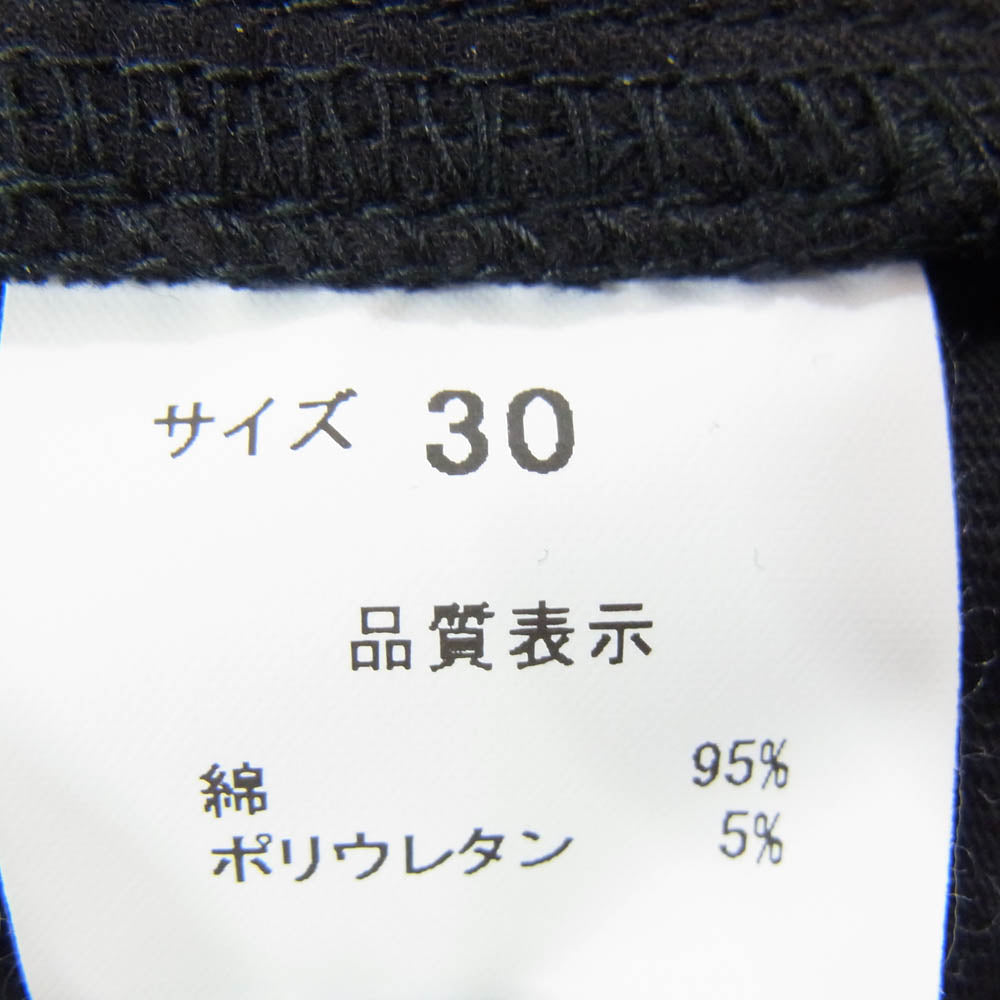 サイズ 30
品質表示
綿 95%
ポリウレタン 5%